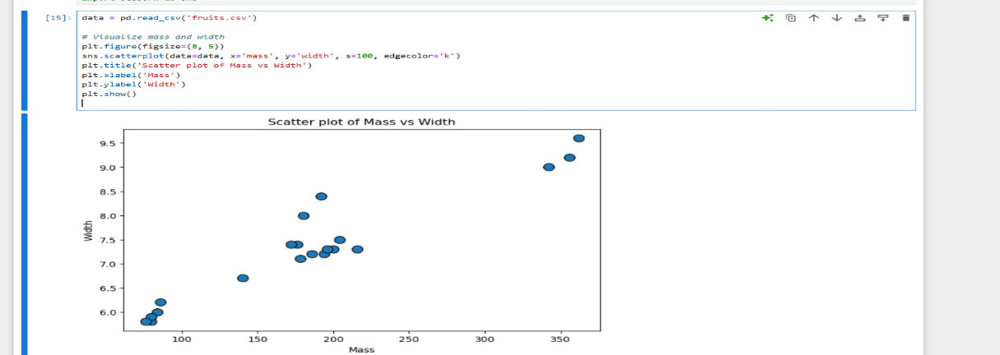 [15]: data = pd.read_csv('fruits.csv')
# Visualize mass and width
plt.figure(figsize=(8, 5))
sns.scatterplot(data=data, x='mass', y='width', s=100, edgecolor='k')
plt.title('Scatter plot of Mass vs Width')
plt.xlabel('Mass')
plt.ylabel('Width')
plt.show()
Scatter plot of Mass vs Width
9.5
9.0
8.5
8.0
7.5
7.0
6.5
6.0
Width
100 150 200 250 300 350
Mass